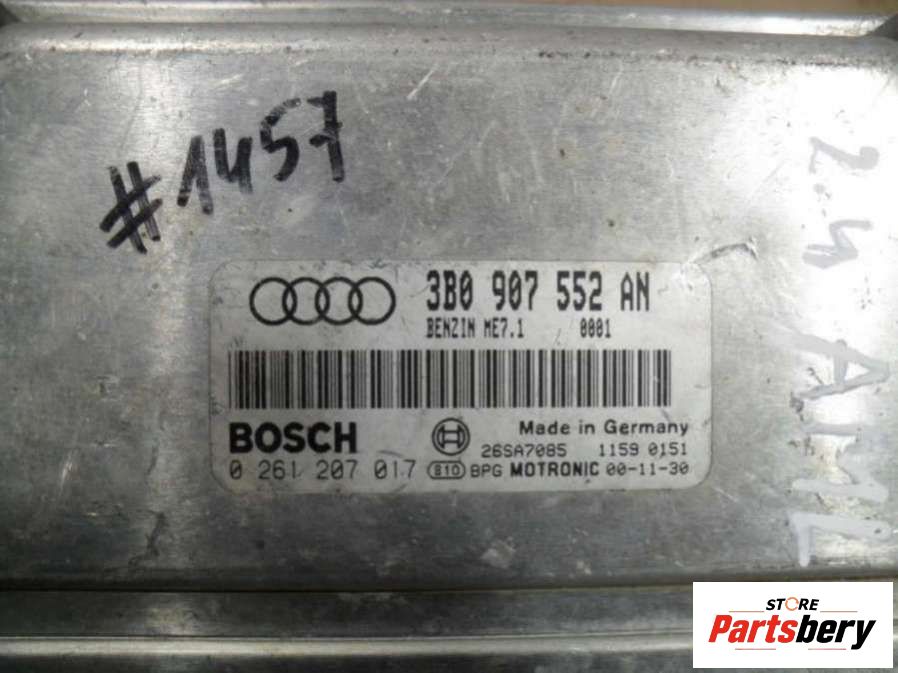 #1457
2.4 AML
3B0 907 552 AN
BENZIN ME7.1 0001
BOSCH
Made in Germany
26SA7085 1159 0151
0 261 207 017 S10 BPG MOTRONIC 00-11-30
STORE
Partsbery